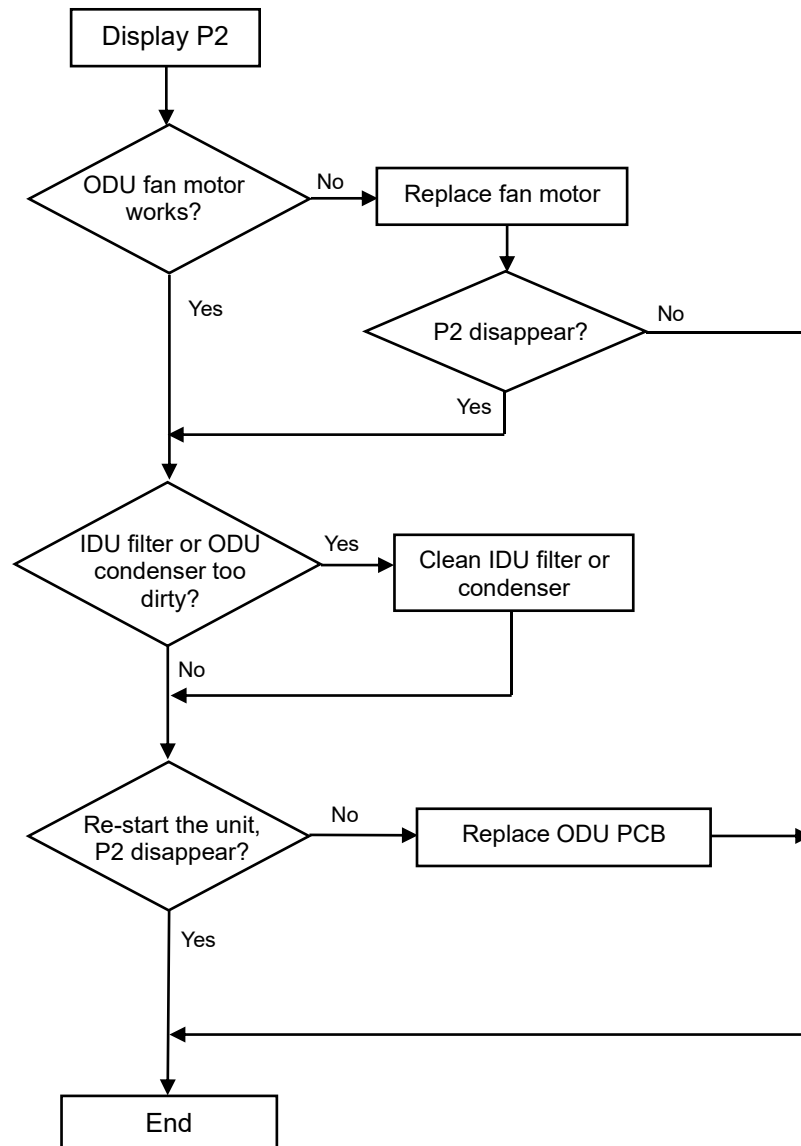 Display P2
ODU fan motor
works?
No
Replace fan motor
Yes
P2 disappear?
No
Yes
IDU filter or ODU
condenser too
dirty?
Yes
Clean IDU filter or
condenser
No
Re-start the unit,
P2 disappear?
No
Replace ODU PCB
Yes
End